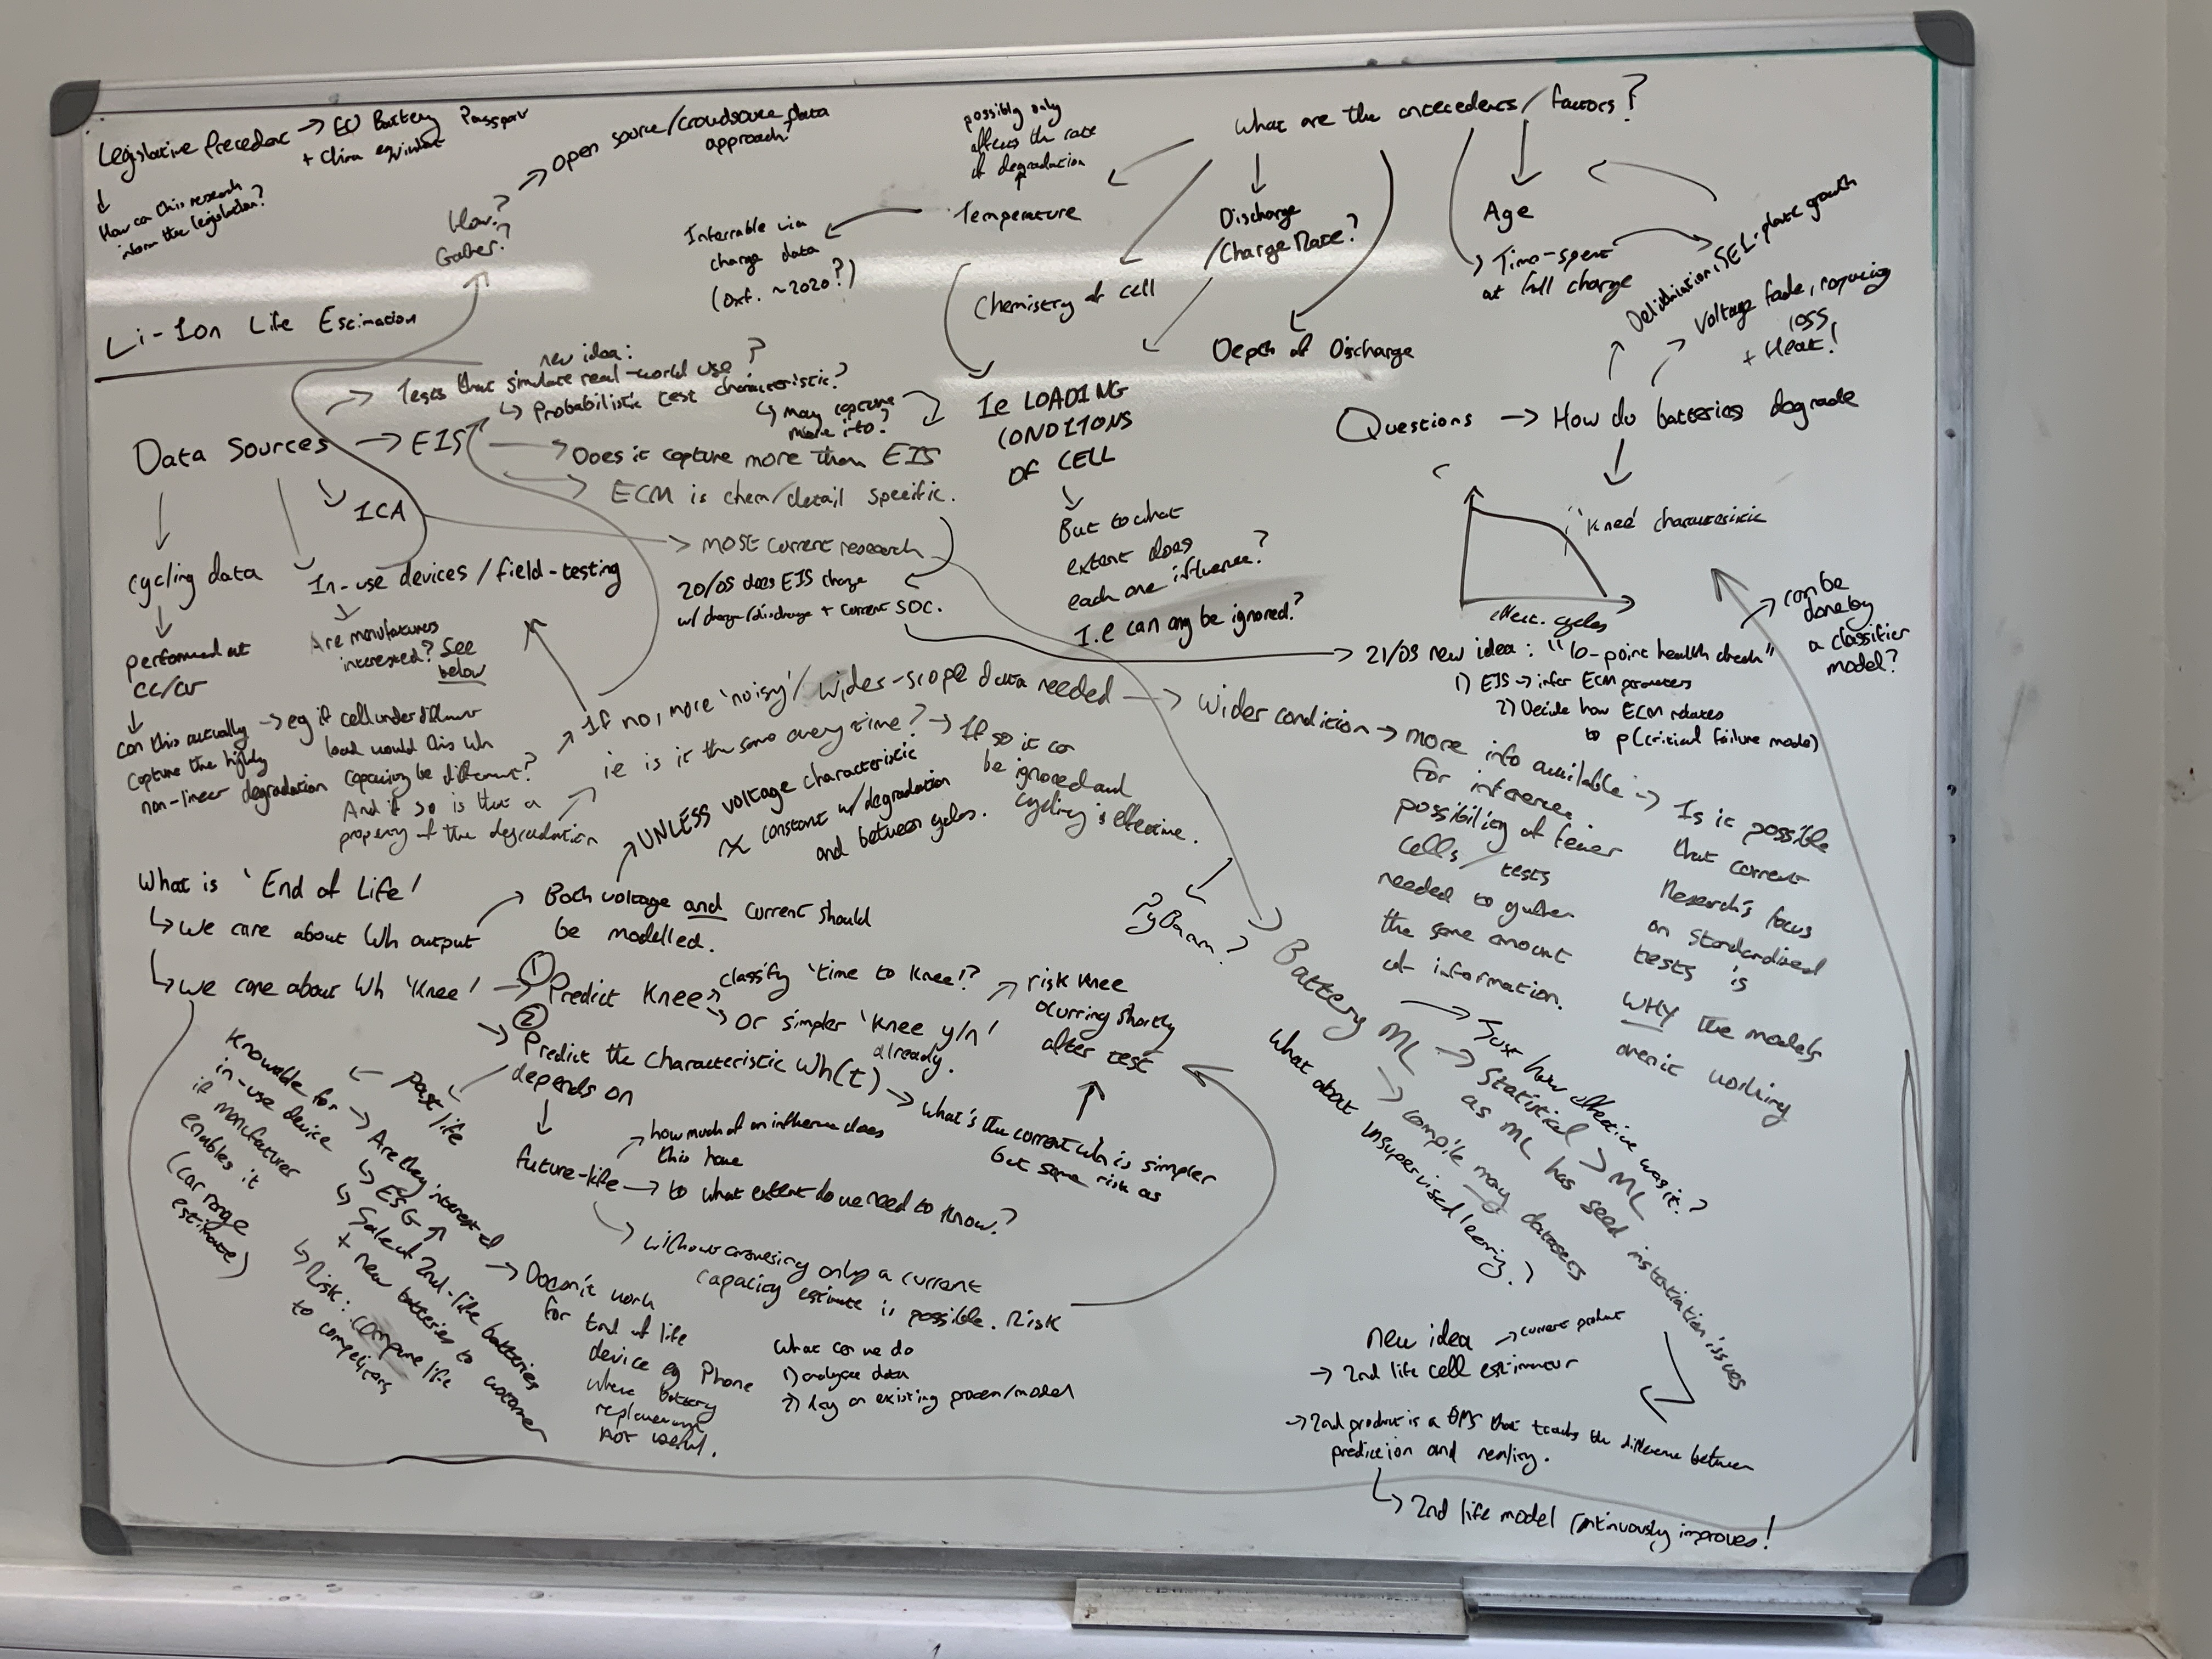 Legislative Precedent → EU Battery Passport
+ China equivalent
↓
How can this research
inform the legislation?
How?
Gather?
→ open source/crowdsource data
approach?
Li-Ion Life Estimation
possibly only
affects the rate
of degradation
What are the antecedents/factors?
Temperature
Inferrable via
charge data
(Oxf. ~2020?)
Chemistry of cell
Discharge
/Charge Rate?
Depth of Discharge
Age
Time-spent
at full charge
Delithiation, SEI-plate growth
Voltage fade, capacity
loss
+ Heat!
Ie LOADING
CONDITIONS
OF CELL
↓
But to what
extent does
each one influence?
I.e can any be ignored?
Questions → How do batteries degrade
'Knee' characteristic
cycles
Data Sources → EIS
new idea:
→ Tests that simulate real-world use?
↳ Probabilistic test characteristic?
↳ may capture
more info?
→ Does it capture more than EIS
→ ECM is chem/detail specific.
→ most current research
20/05 does EIS change
w/ charge/discharge + current SOC.
ICA
cycling data
↓
performed at
CC/CV
↓
can this actually
capture the highly
non-linear degradation
In-use devices/field-testing
↓
Are manufacturers
interested? See
below
→ eg if cell under different
load would this Wh
capacity be different?
And if so is that a
property of the degradation
→ If no, more 'noisy'/wider-scope data needed → wider condition → more info available
for inference.
possibility of fewer
cells/tests
needed to gather
the same amount
of information.
ie is it the same every time? → If so it can
be ignored and
cycling is effective.
→ Is it possible
that current
Research's focus
on standardised
tests is
WHY the models
aren't working
21/05 new idea: "10-point health check"
1) EIS → infer ECM parameters
2) Decide how ECM relates
to p(critical failure mode)
→ can be
done by
a classifier
model?
What is 'End of Life'
↳ we care about Wh output
→ Both voltage and current should
be modelled.
UNLESS voltage characteristic
∝ constant w/ degradation
and between cycles.
↳ we care about Wh 'Knee' → ① Predict Knee
→ classify 'time to Knee'?
→ Or simpler 'Knee y/n'
already.
→ risk knee
occurring shortly
after test
② Predict the characteristic Wh(t) → what's the current Wh is simpler
but same risk as
depends on
past life
Knowable for
in-use device
if manufacturer
enables it
(car range
estimate)
→ Are they interested
↳ ESG ↑
↳ Select 2nd-life batteries
+ new batteries to customer
↳ Risk: compare life
to competitors
→ Doesn't work
for End of life
device eg Phone
where battery
replacement
not useful.
future-life
→ how much of an influence does
this have
→ to what extent do we need to know?
→ without answering only a current
capacity estimate is possible. Risk
What can we do
1) analyse data
2) lay on existing process/model
PyBamm?
Battery ML
→ Just how effective was it?
→ Statistical > ML
as ML has seed instantiation issues
→ compile many datasets
What about unsupervised learning?
new idea → current product
→ 2nd life cell estimator
→ 2nd product is a BMS that tracks the difference between
prediction and reality.
↳ 2nd life model continuously improves!